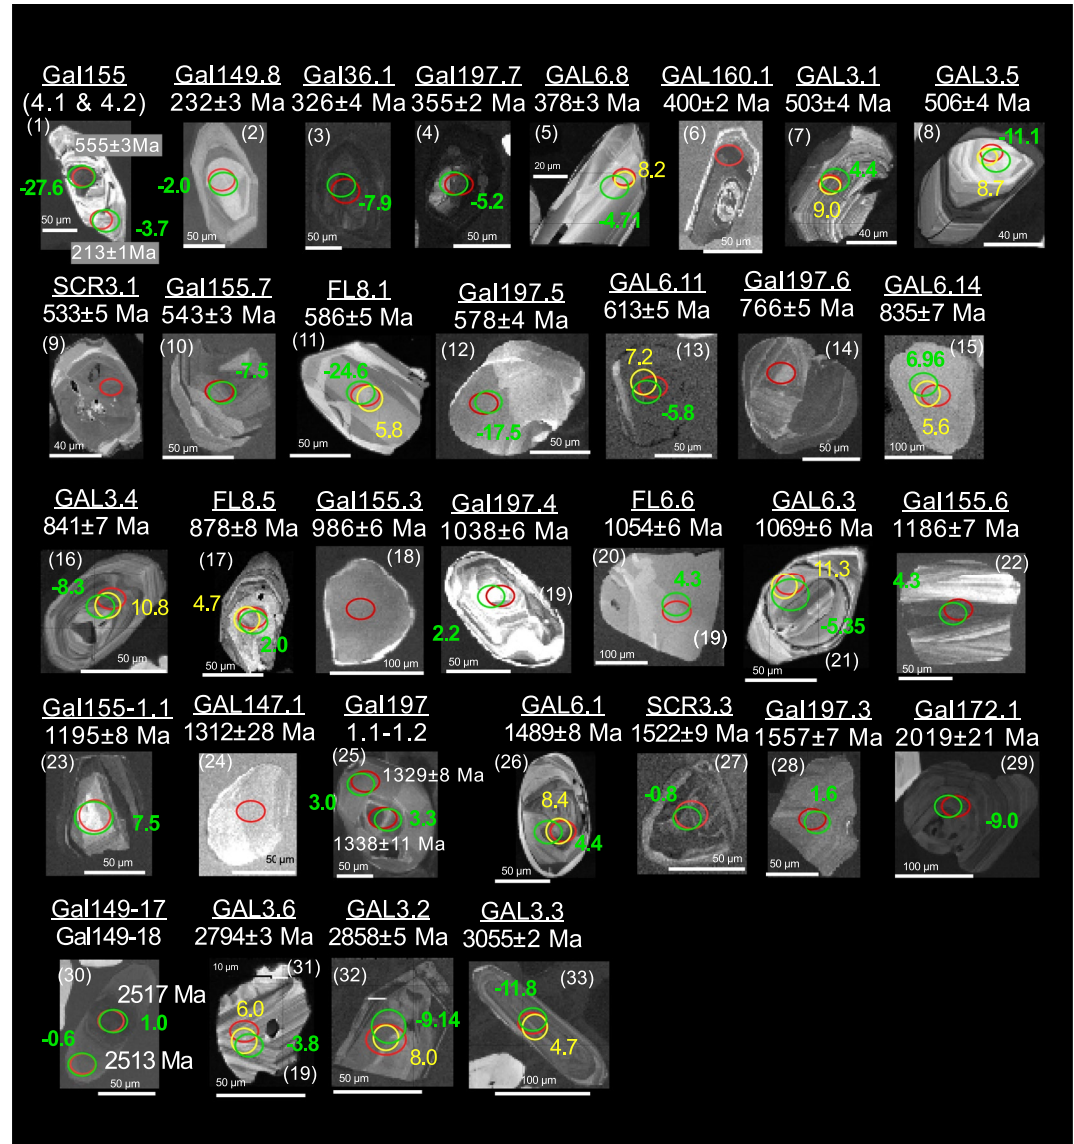 Gal155
(4.1 & 4.2)
(1)
555±3Ma
-27.6
-3.7
50 µm
213±1Ma
Gal149.8
232±3 Ma
(2)
-2.0
50 µm
Gal36.1
326±4 Ma
(3)
-7.9
50 µm
Gal197.7
355±2 Ma
(4)
-5.2
50 µm
GAL6.8
378±3 Ma
(5)
20 µm
8.2
-4.71
GAL160.1
400±2 Ma
(6)
50 µm
GAL3.1
503±4 Ma
(7)
4.4
9.0
40 µm
GAL3.5
506±4 Ma
(8)
-11.1
8.7
40 µm
SCR3.1
533±5 Ma
(9)
40 µm
Gal155.7
543±3 Ma
(10)
-7.5
50 µm
FL8.1
586±5 Ma
(11)
-24.6
5.8
50 µm
Gal197.5
578±4 Ma
(12)
-17.5
50 µm
GAL6.11
613±5 Ma
7.2
(13)
-5.8
50 µm
Gal197.6
766±5 Ma
(14)
50 µm
GAL6.14
835±7 Ma
(15)
6.96
5.6
100 µm
GAL3.4
841±7 Ma
(16)
-8.3
10.8
50 µm
FL8.5
878±8 Ma
(17)
4.7
2.0
50 µm
Gal155.3
986±6 Ma
(18)
100 µm
Gal197.4
1038±6 Ma
(19)
2.2
50 µm
FL6.6
1054±6 Ma
(20)
4.3
(19)
100 µm
GAL6.3
1069±6 Ma
11.3
-5.35
(21)
50 µm
Gal155.6
1186±7 Ma
(22)
4.3
50 µm
Gal155-1.1
1195±8 Ma
(23)
7.5
50 µm
GAL147.1
1312±28 Ma
(24)
50 µm
Gal197
1.1-1.2
(25)
1329±8 Ma
3.0
3.3
1338±11 Ma
50 µm
GAL6.1
1489±8 Ma
(26)
8.4
4.4
50 µm
SCR3.3
1522±9 Ma
(27)
-0.8
50 µm
Gal197.3
1557±7 Ma
(28)
1.6
50 µm
Gal172.1
2019±21 Ma
(29)
-9.0
100 µm
Gal149-17
Gal149-18
(30)
2517 Ma
1.0
-0.6
2513 Ma
50 µm
GAL3.6
2794±3 Ma
10 µm
(31)
6.0
-3.8
(19)
50 µm
GAL3.2
2858±5 Ma
(32)
-9.14
8.0
50 µm
GAL3.3
3055±2 Ma
-11.8
(33)
4.7
100 µm